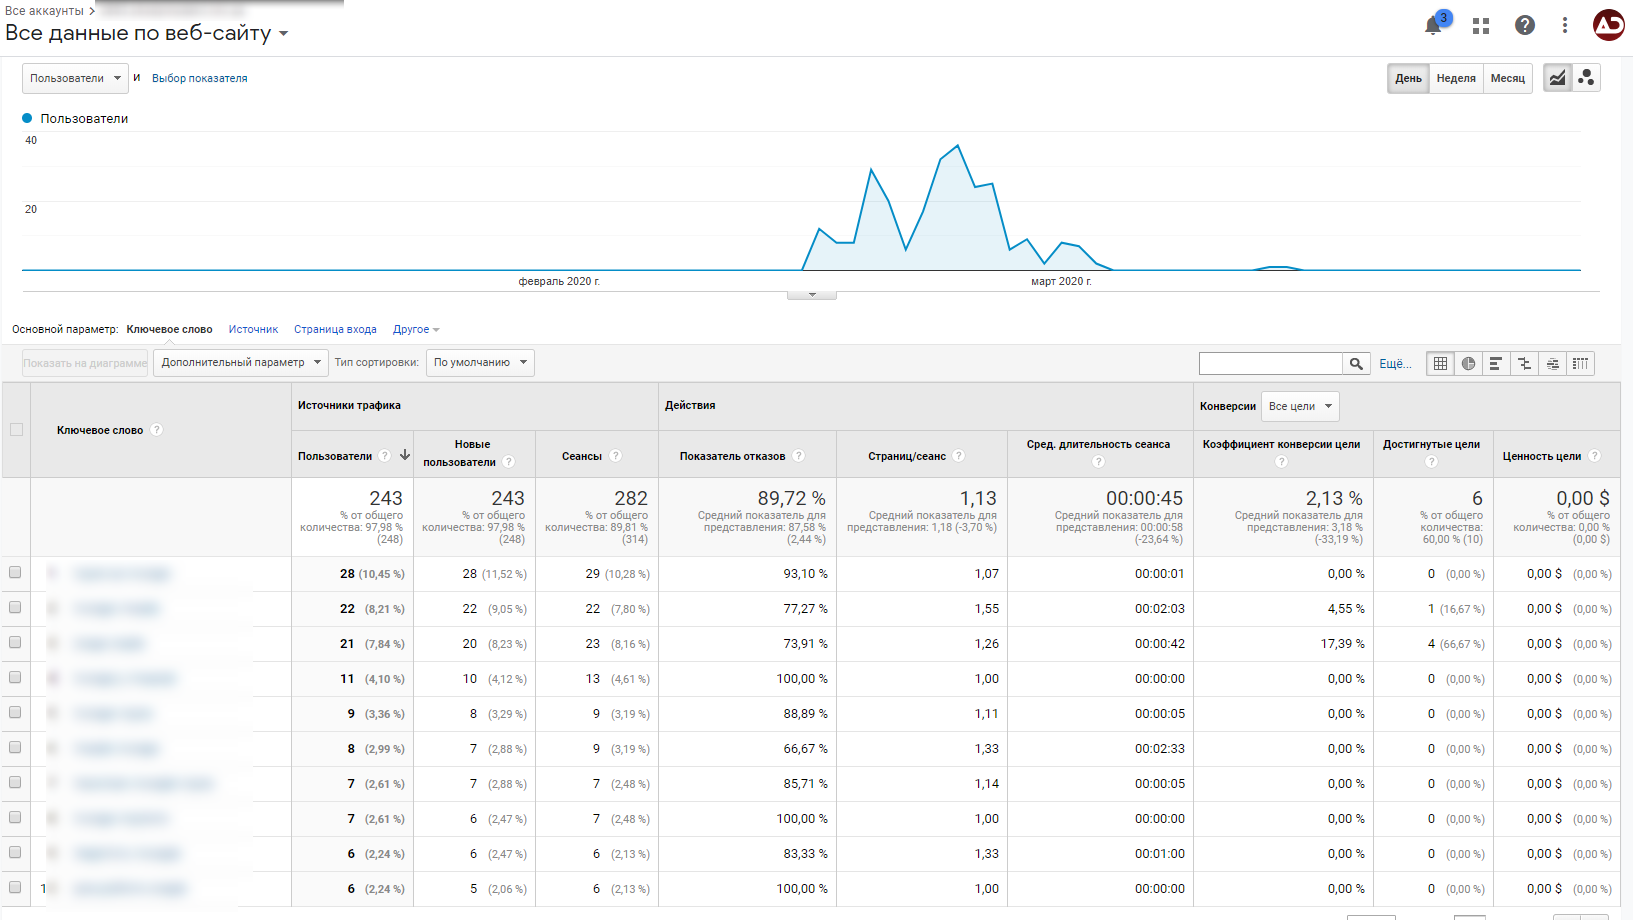 Все аккаунты >
Все данные по веб-сайту
3
Пользователи и Выбор показателя
День Неделя Месяц
Пользователи
40
20
февраль 2020 г. март 2020 г.
Основной параметр: Ключевое слово Источник Страница входа Другое
Показать на диаграмме Дополнительный параметр Тип сортировки: По умолчанию Ещё...
Ключевое слово ?
Источники трафика
Действия
Конверсии Все цели
Пользователи ?
Новые пользователи ?
Сеансы ?
Показатель отказов ?
Страниц/сеанс ?
Сред. длительность сеанса ?
Коэффициент конверсии цели ?
Достигнутые цели ?
Ценность цели ?
243
% от общего
количества: 97,98 %
(248)
243
% от общего
количества: 97,98 %
(248)
282
% от общего
количества: 89,81 %
(314)
89,72 %
Средний показатель для
представления: 87,58 %
(2,44 %)
1,13
Средний показатель для
представления: 1,18 (-3,70 %)
00:00:45
Средний показатель для
представления: 00:00:58
(-23,64 %)
2,13 %
Средний показатель для
представления: 3,18 %
(-33,19 %)
6
% от общего
количества:
60,00 % (10)
0,00 $
% от общего
количества: 0,00 %
(0,00 $)
28 (10,45 %) 28 (11,52 %) 29 (10,28 %) 93,10 % 1,07 00:00:01 0,00 % 0 (0,00 %) 0,00 $ (0,00 %)
22 (8,21 %) 22 (9,05 %) 22 (7,80 %) 77,27 % 1,55 00:02:03 4,55 % 1 (16,67 %) 0,00 $ (0,00 %)
21 (7,84 %) 20 (8,23 %) 23 (8,16 %) 73,91 % 1,26 00:00:42 17,39 % 4 (66,67 %) 0,00 $ (0,00 %)
11 (4,10 %) 10 (4,12 %) 13 (4,61 %) 100,00 % 1,00 00:00:00 0,00 % 0 (0,00 %) 0,00 $ (0,00 %)
9 (3,36 %) 8 (3,29 %) 9 (3,19 %) 88,89 % 1,11 00:00:05 0,00 % 0 (0,00 %) 0,00 $ (0,00 %)
8 (2,99 %) 7 (2,88 %) 9 (3,19 %) 66,67 % 1,33 00:02:33 0,00 % 0 (0,00 %) 0,00 $ (0,00 %)
7 (2,61 %) 7 (2,88 %) 7 (2,48 %) 85,71 % 1,14 00:00:05 0,00 % 0 (0,00 %) 0,00 $ (0,00 %)
7 (2,61 %) 6 (2,47 %) 7 (2,48 %) 100,00 % 1,00 00:00:00 0,00 % 0 (0,00 %) 0,00 $ (0,00 %)
6 (2,24 %) 6 (2,47 %) 6 (2,13 %) 83,33 % 1,33 00:01:00 0,00 % 0 (0,00 %) 0,00 $ (0,00 %)
6 (2,24 %) 5 (2,06 %) 6 (2,13 %) 100,00 % 1,00 00:00:00 0,00 % 0 (0,00 %) 0,00 $ (0,00 %)